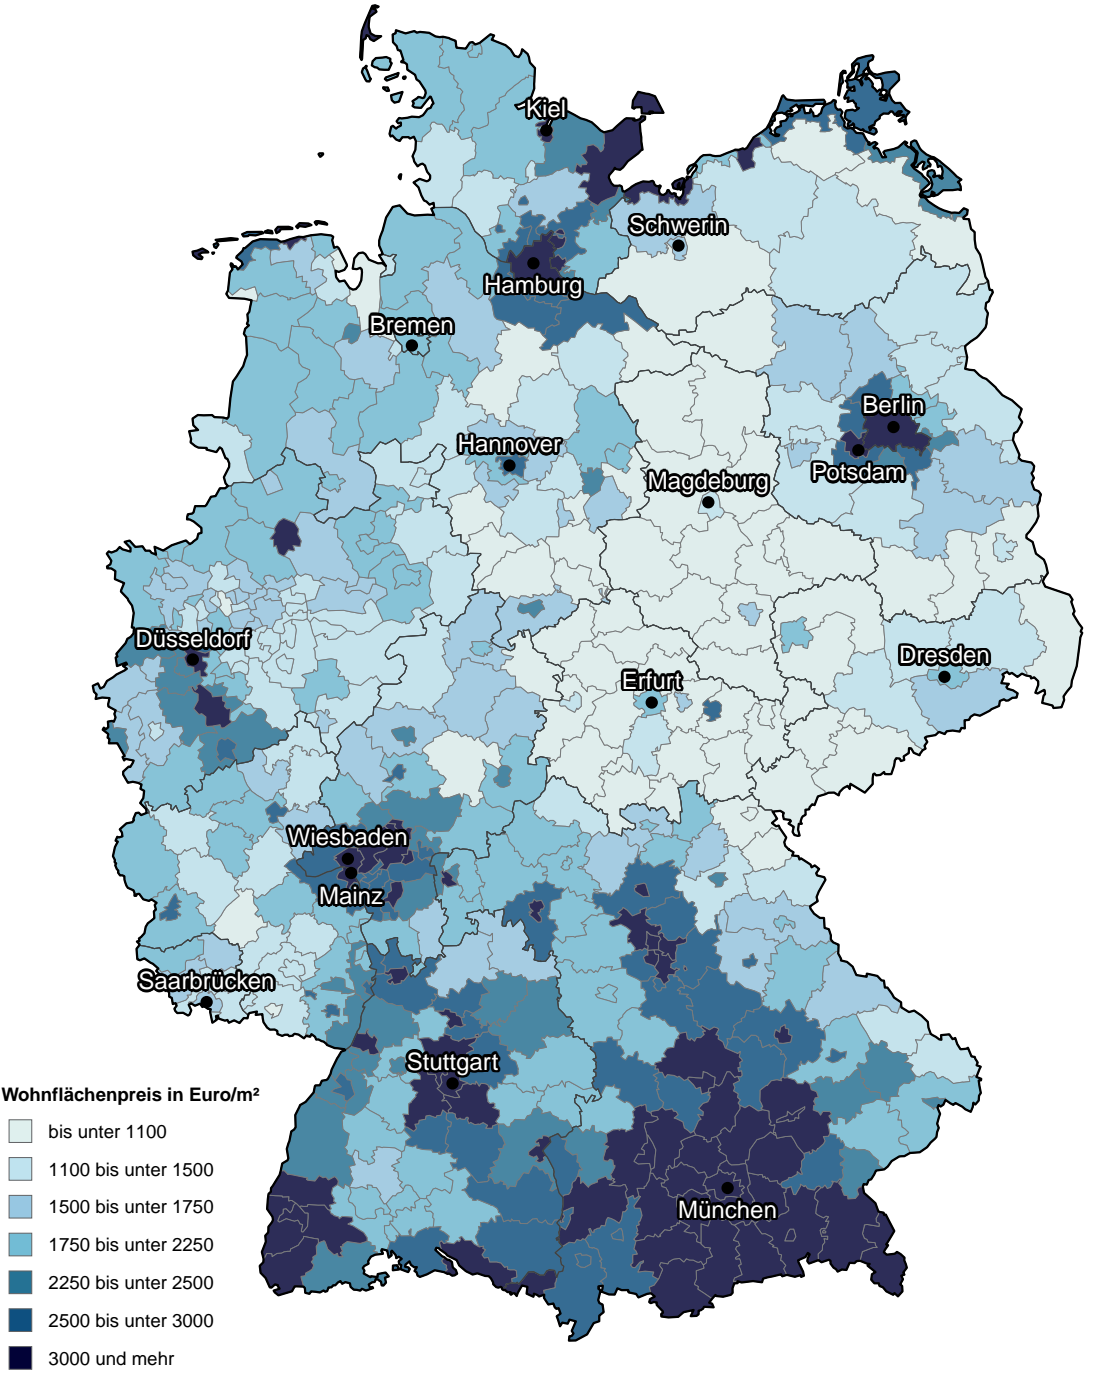 Kiel
Schwerin
Hamburg
Bremen
Berlin
Hannover
Potsdam
Magdeburg
Düsseldorf
Dresden
Erfurt
Wiesbaden
Mainz
Saarbrücken
Stuttgart
München
Wohnflächenpreis in Euro/m²
bis unter 1100
1100 bis unter 1500
1500 bis unter 1750
1750 bis unter 2250
2250 bis unter 2500
2500 bis unter 3000
3000 und mehr